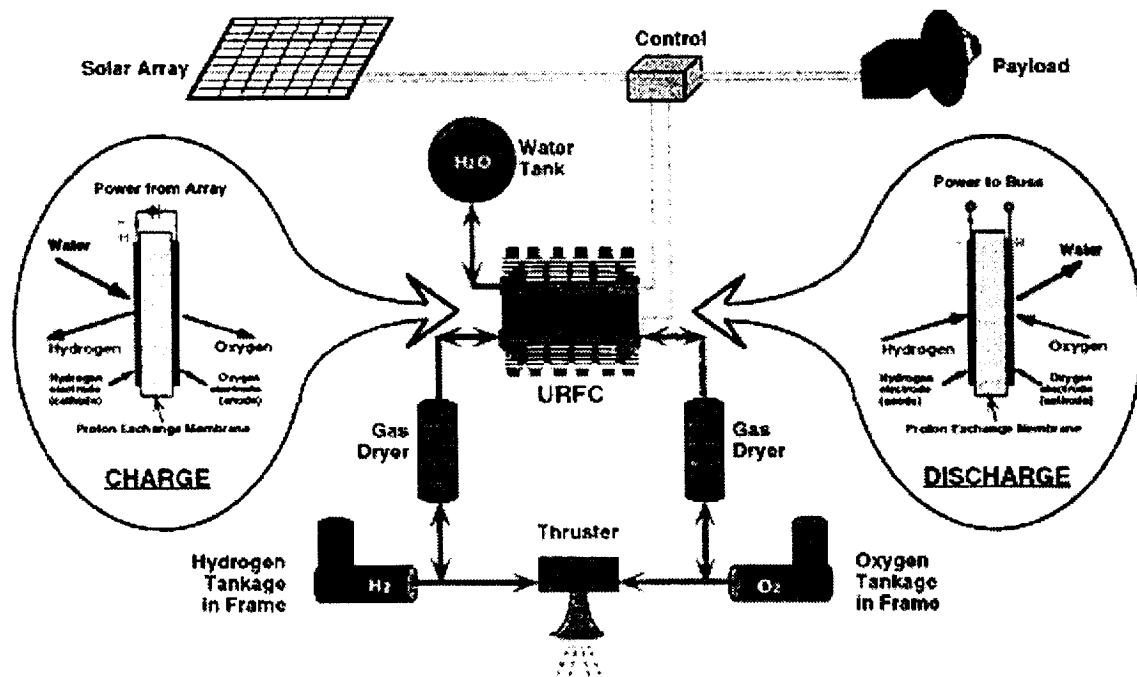 Control
Solar Array
Payload
H2O
Water
Tank
Power from Array
Water
Hydrogen
Oxygen
Hydrogen
electrode
(cathode)
Oxygen
electrode
(anode)
Proton Exchange Membrane
CHARGE
URFC
Power to Buss
Water
Hydrogen
Oxygen
Hydrogen
electrode
(anode)
Oxygen
electrode
(cathode)
Proton Exchange Membrane
DISCHARGE
Gas
Dryer
Gas
Dryer
Thruster
Hydrogen
Tankage
in Frame
H2
O2
Oxygen
Tankage
in Frame